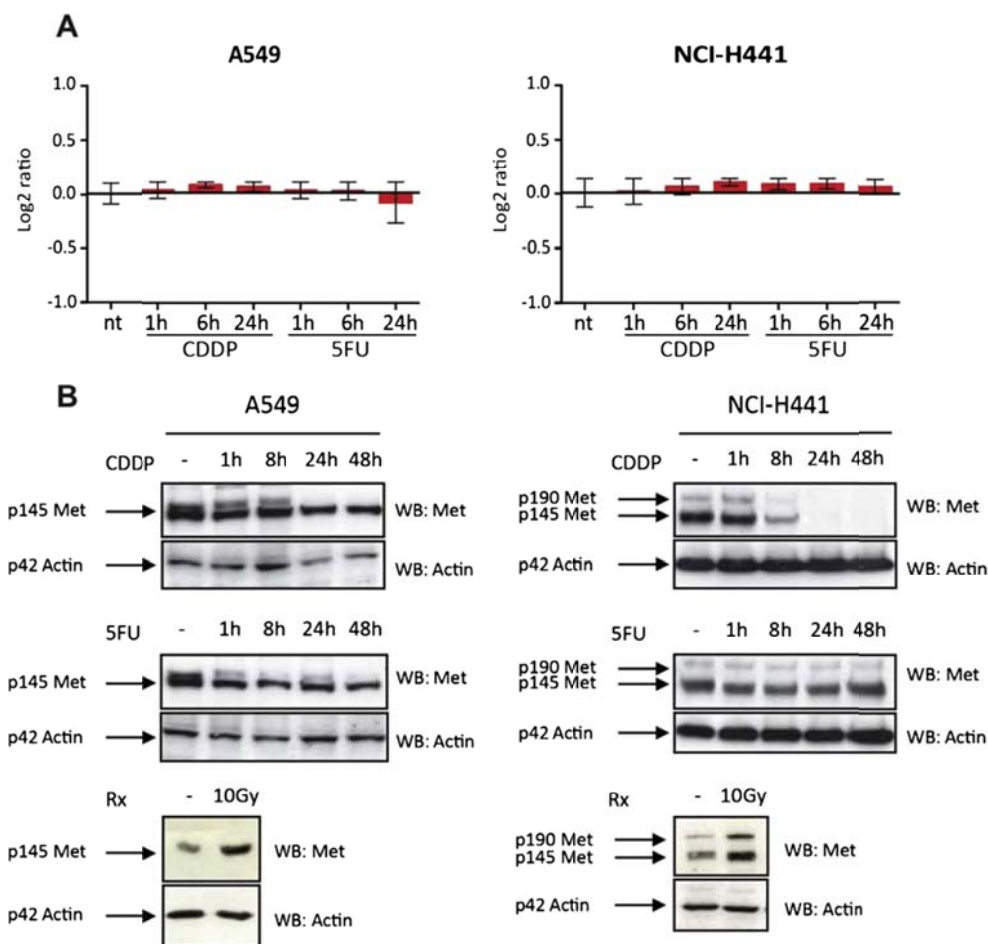 A
A549
NCI-H441
Log2 ratio
1.0
0.5
0.0
-0.5
-1.0
nt 1h 6h 24h 1h 6h 24h
CDDP 5FU
Log2 ratio
1.0
0.5
0.0
-0.5
-1.0
nt 1h 6h 24h 1h 6h 24h
CDDP 5FU
B
A549
CDDP - 1h 8h 24h 48h
p145 Met WB: Met
p42 Actin WB: Actin
5FU - 1h 8h 24h 48h
p145 Met WB: Met
p42 Actin WB: Actin
Rx - 10Gy
p145 Met WB: Met
p42 Actin WB: Actin
NCI-H441
CDDP - 1h 8h 24h 48h
p190 Met
p145 Met WB: Met
p42 Actin WB: Actin
5FU - 1h 8h 24h 48h
p190 Met
p145 Met WB: Met
p42 Actin WB: Actin
Rx - 10Gy
p190 Met
p145 Met WB: Met
p42 Actin WB: Actin